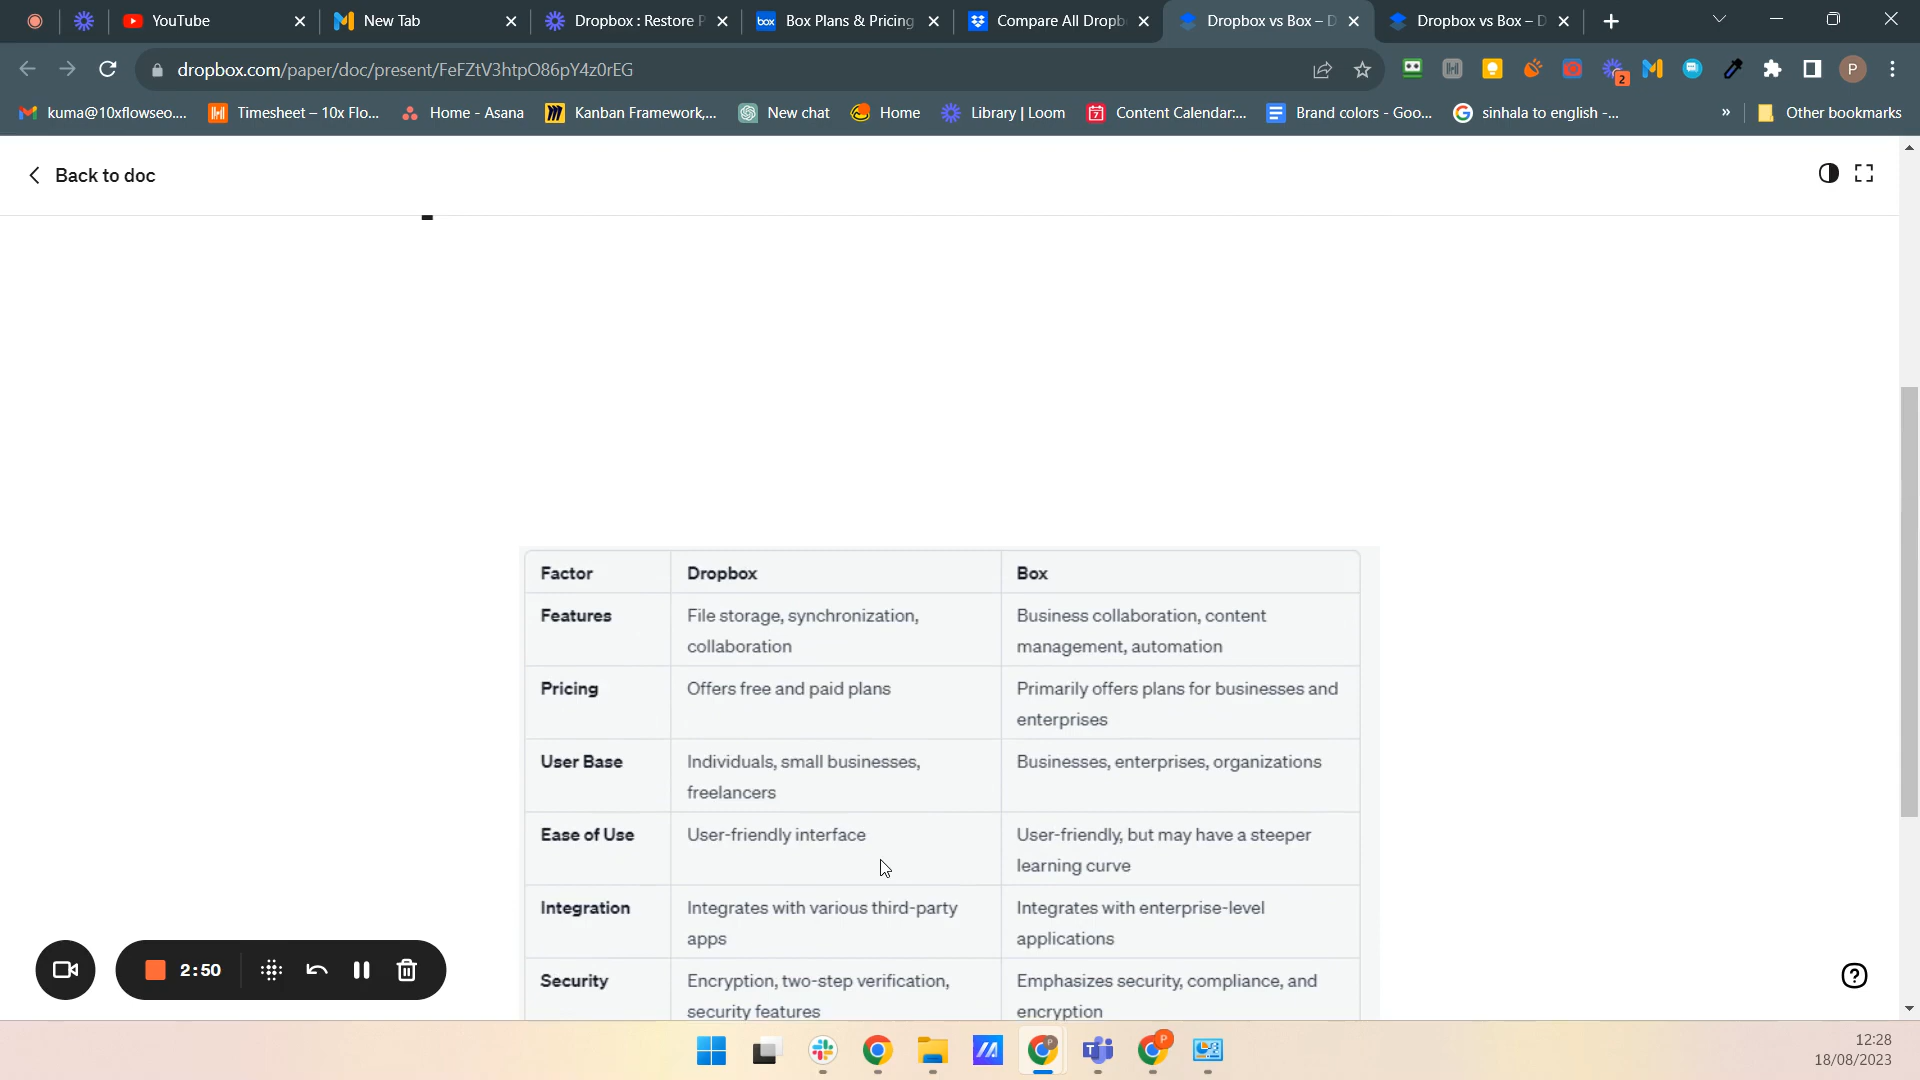 YouTube
New Tab
Dropbox : Restore P
box
Box Plans & Pricing
Compare All Dropb
Dropbox vs Box – D
Dropbox vs Box – D
dropbox.com/paper/doc/present/FeFZtV3htpO86pY4z0rEG
2
P
kuma@10xflowseo....
Timesheet – 10x Flo...
Home - Asana
Kanban Framework,...
New chat
Home
Library | Loom
7
Content Calendar:...
Brand colors - Goo...
sinhala to english -...
»
Other bookmarks
Back to doc
Factor
Dropbox
Box
Features
File storage, synchronization,
collaboration
Business collaboration, content
management, automation
Pricing
Offers free and paid plans
Primarily offers plans for businesses and
enterprises
User Base
Individuals, small businesses,
freelancers
Businesses, enterprises, organizations
Ease of Use
User-friendly interface
User-friendly, but may have a steeper
learning curve
Integration
Integrates with various third-party
apps
Integrates with enterprise-level
applications
Security
Encryption, two-step verification,
security features
Emphasizes security, compliance, and
encryption
2:50
P
12:28
18/08/2023